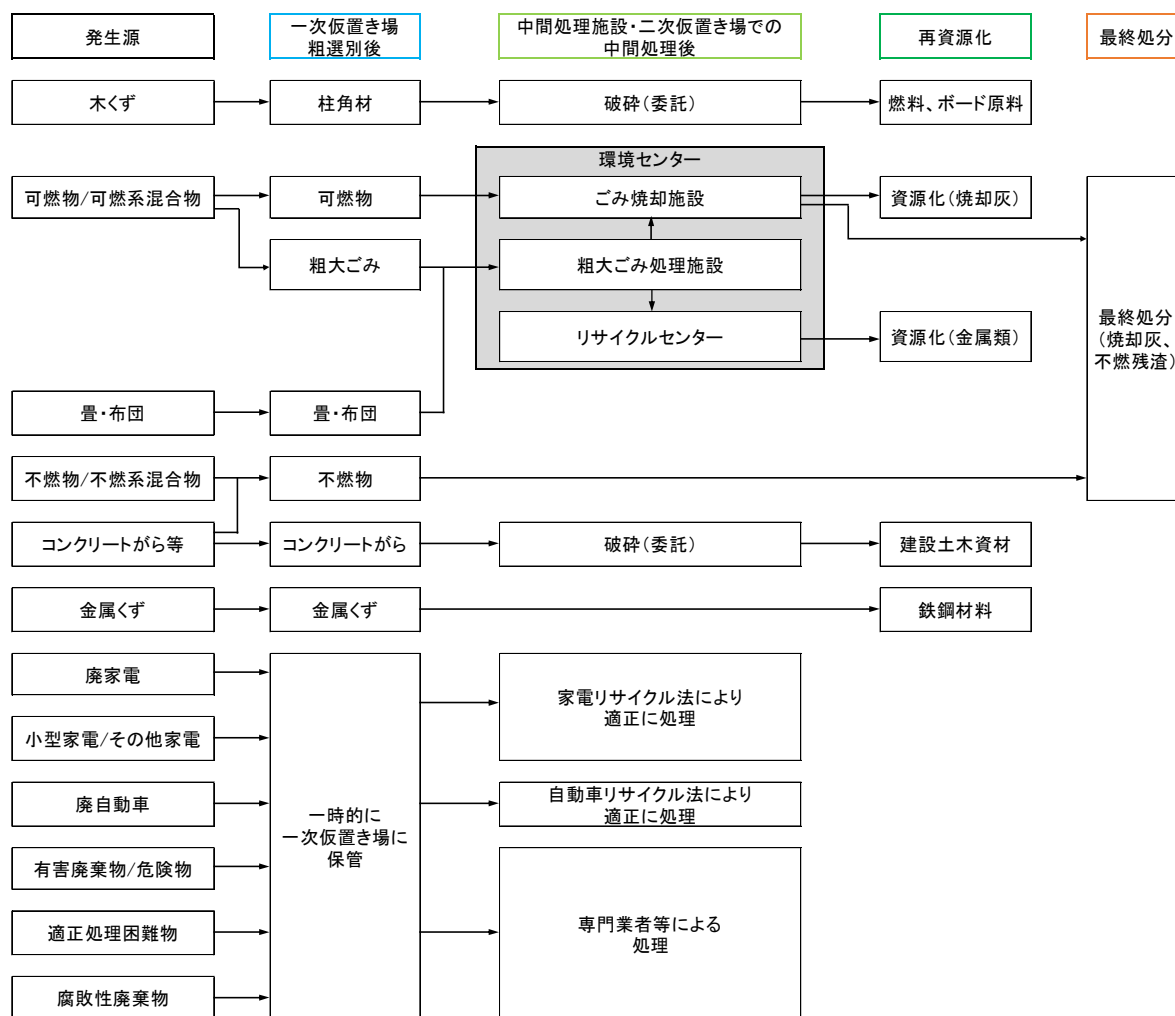 発生源
一次仮置き場
粗選別後
中間処理施設・二次仮置き場での
中間処理後
再資源化
最終処分
木くず
柱角材
破砕(委託)
燃料、ボード原料
環境センター
可燃物/可燃系混合物
可燃物
ごみ焼却施設
資源化(焼却灰)
粗大ごみ
粗大ごみ処理施設
リサイクルセンター
資源化(金属類)
最終処分
(焼却灰、
不燃残渣)
畳・布団
畳・布団
不燃物/不燃系混合物
不燃物
コンクリートがら等
コンクリートがら
破砕(委託)
建設土木資材
金属くず
金属くず
鉄鋼材料
廃家電
小型家電/その他家電
廃自動車
有害廃棄物/危険物
適正処理困難物
腐敗性廃棄物
一時的に
一次仮置き場に
保管
家電リサイクル法により
適正に処理
自動車リサイクル法により
適正に処理
専門業者等による
処理